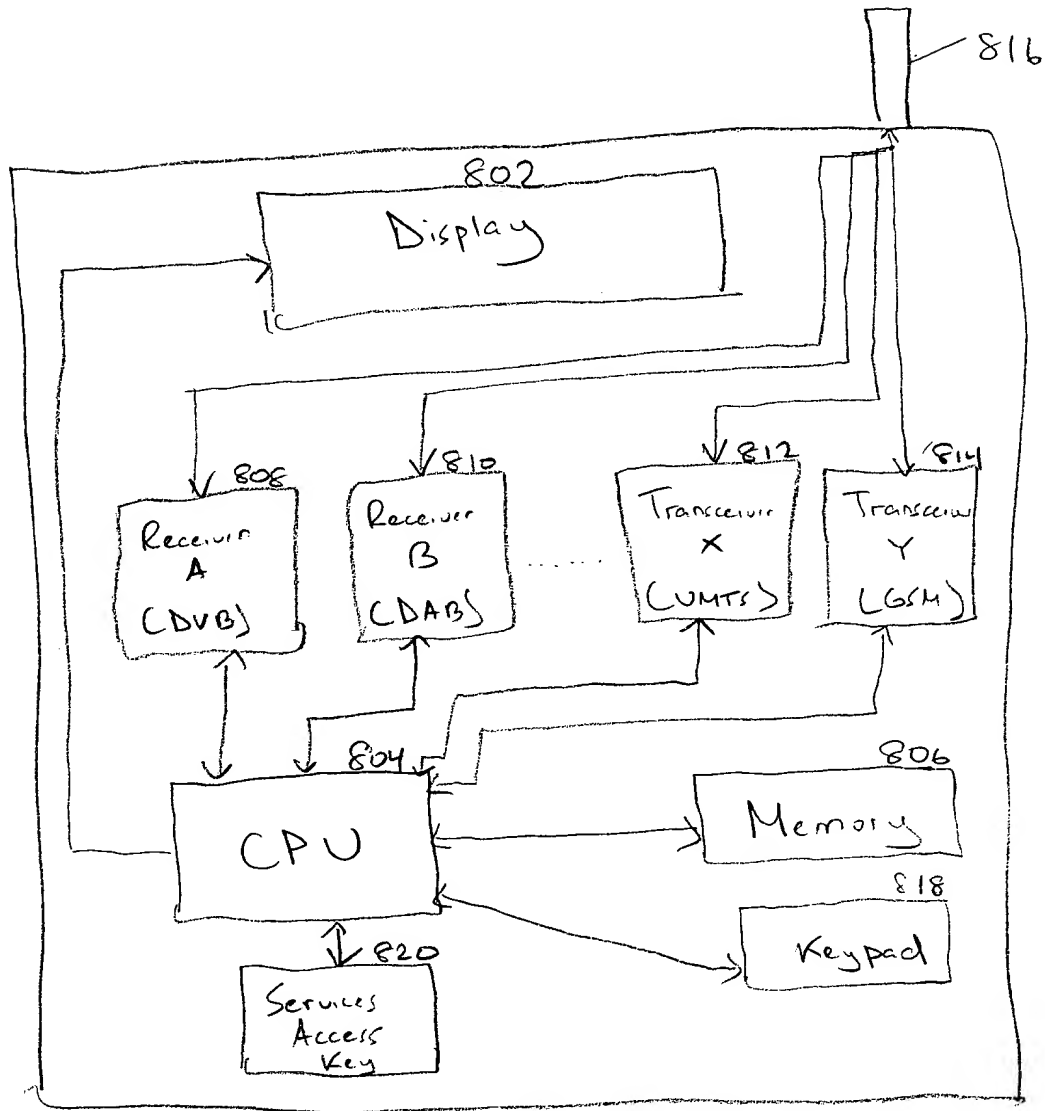 816
802
Display
808
Receiver
A
(DVB)
810
Receiver
B
(DAB)
......
812
Transceiver
X
(UMTS)
814
Transceiver
Y
(GSM)
804
CPU
806
Memory
818
Keypad
820
Services
Access
Key